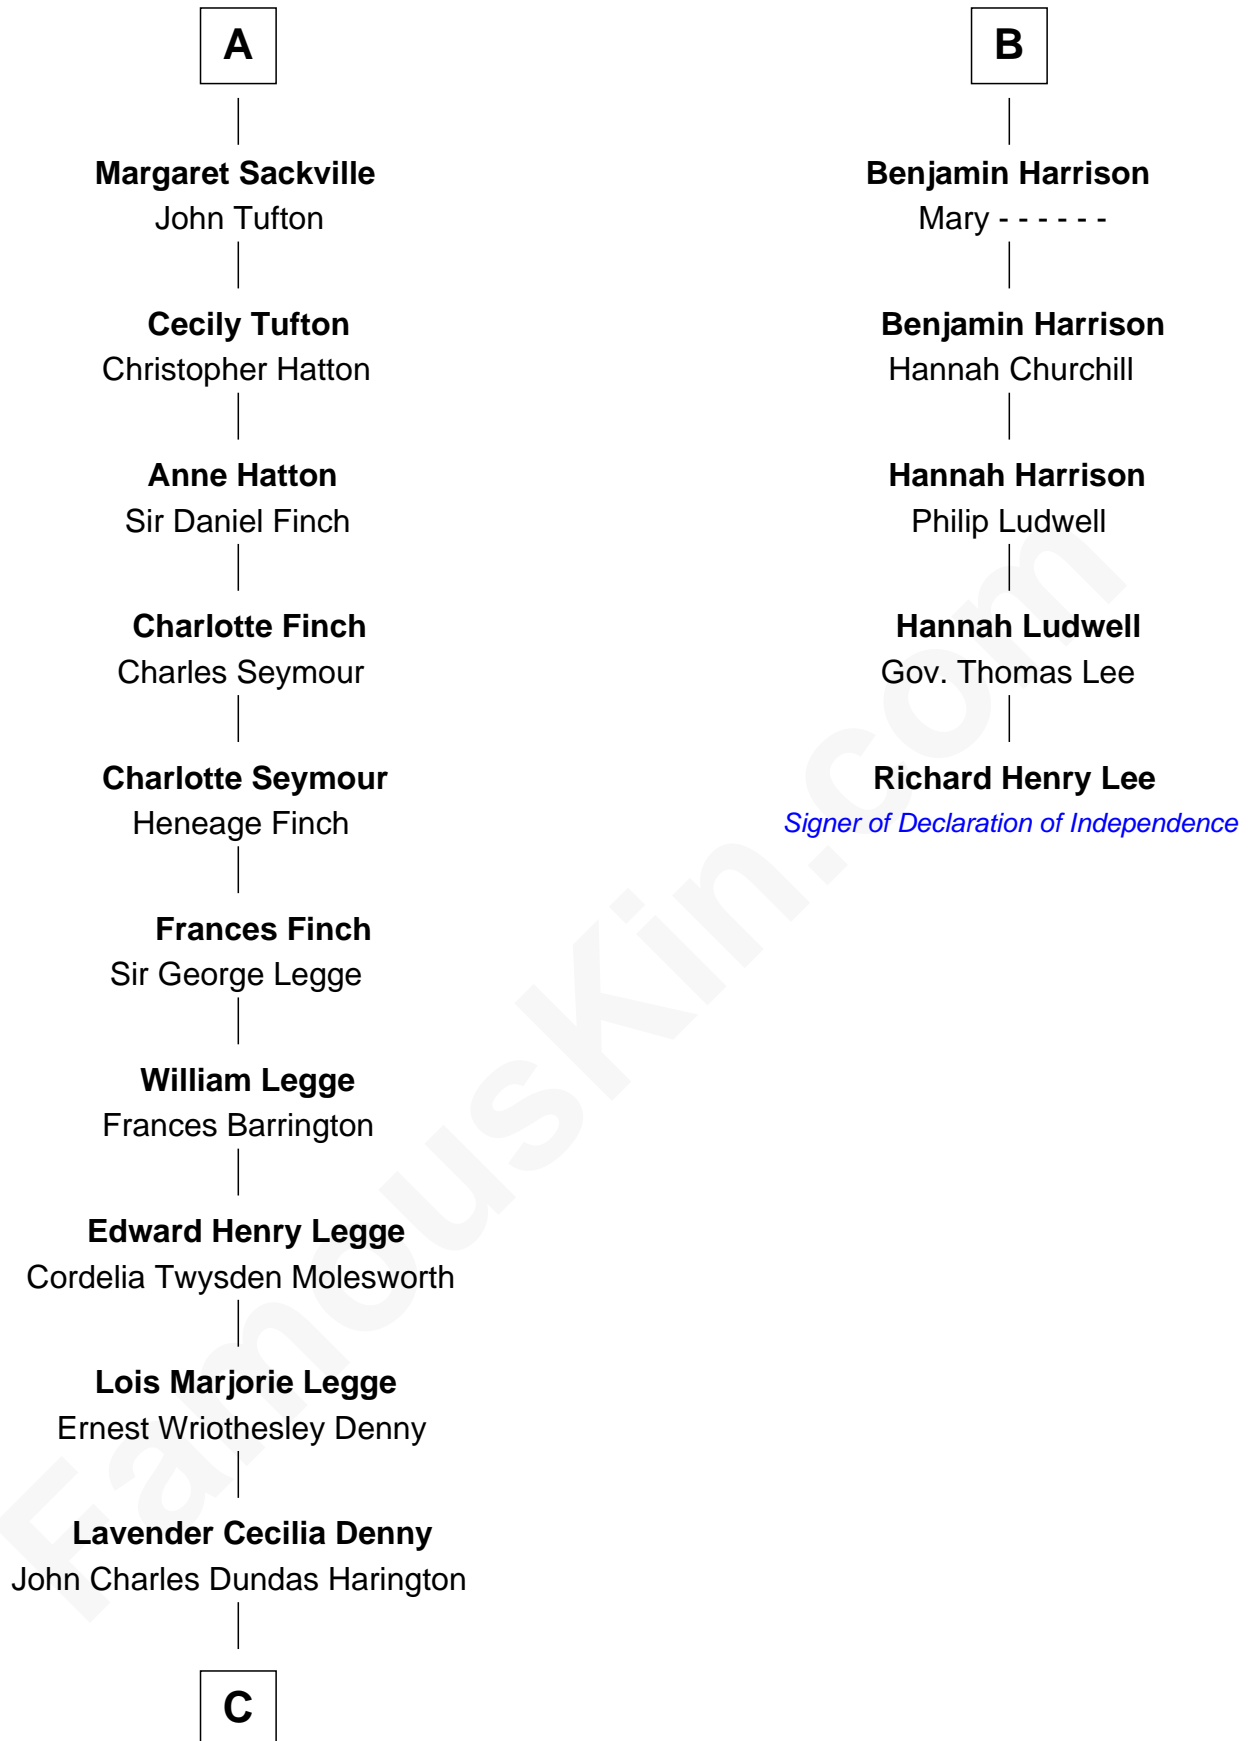 A
Margaret Sackville
John Tufton
Cecily Tufton
Christopher Hatton
Anne Hatton
Sir Daniel Finch
Charlotte Finch
Charles Seymour
Charlotte Seymour
Heneage Finch
Frances Finch
Sir George Legge
William Legge
Frances Barrington
Edward Henry Legge
Cordelia Twysden Molesworth
Lois Marjorie Legge
Ernest Wriothesley Denny
Lavender Cecilia Denny
John Charles Dundas Harington
C
B
Benjamin Harrison
Mary - - - - - -
Benjamin Harrison
Hannah Churchill
Hannah Harrison
Philip Ludwell
Hannah Ludwell
Gov. Thomas Lee
Richard Henry Lee
Signer of Declaration of Independence
FamousKin.com